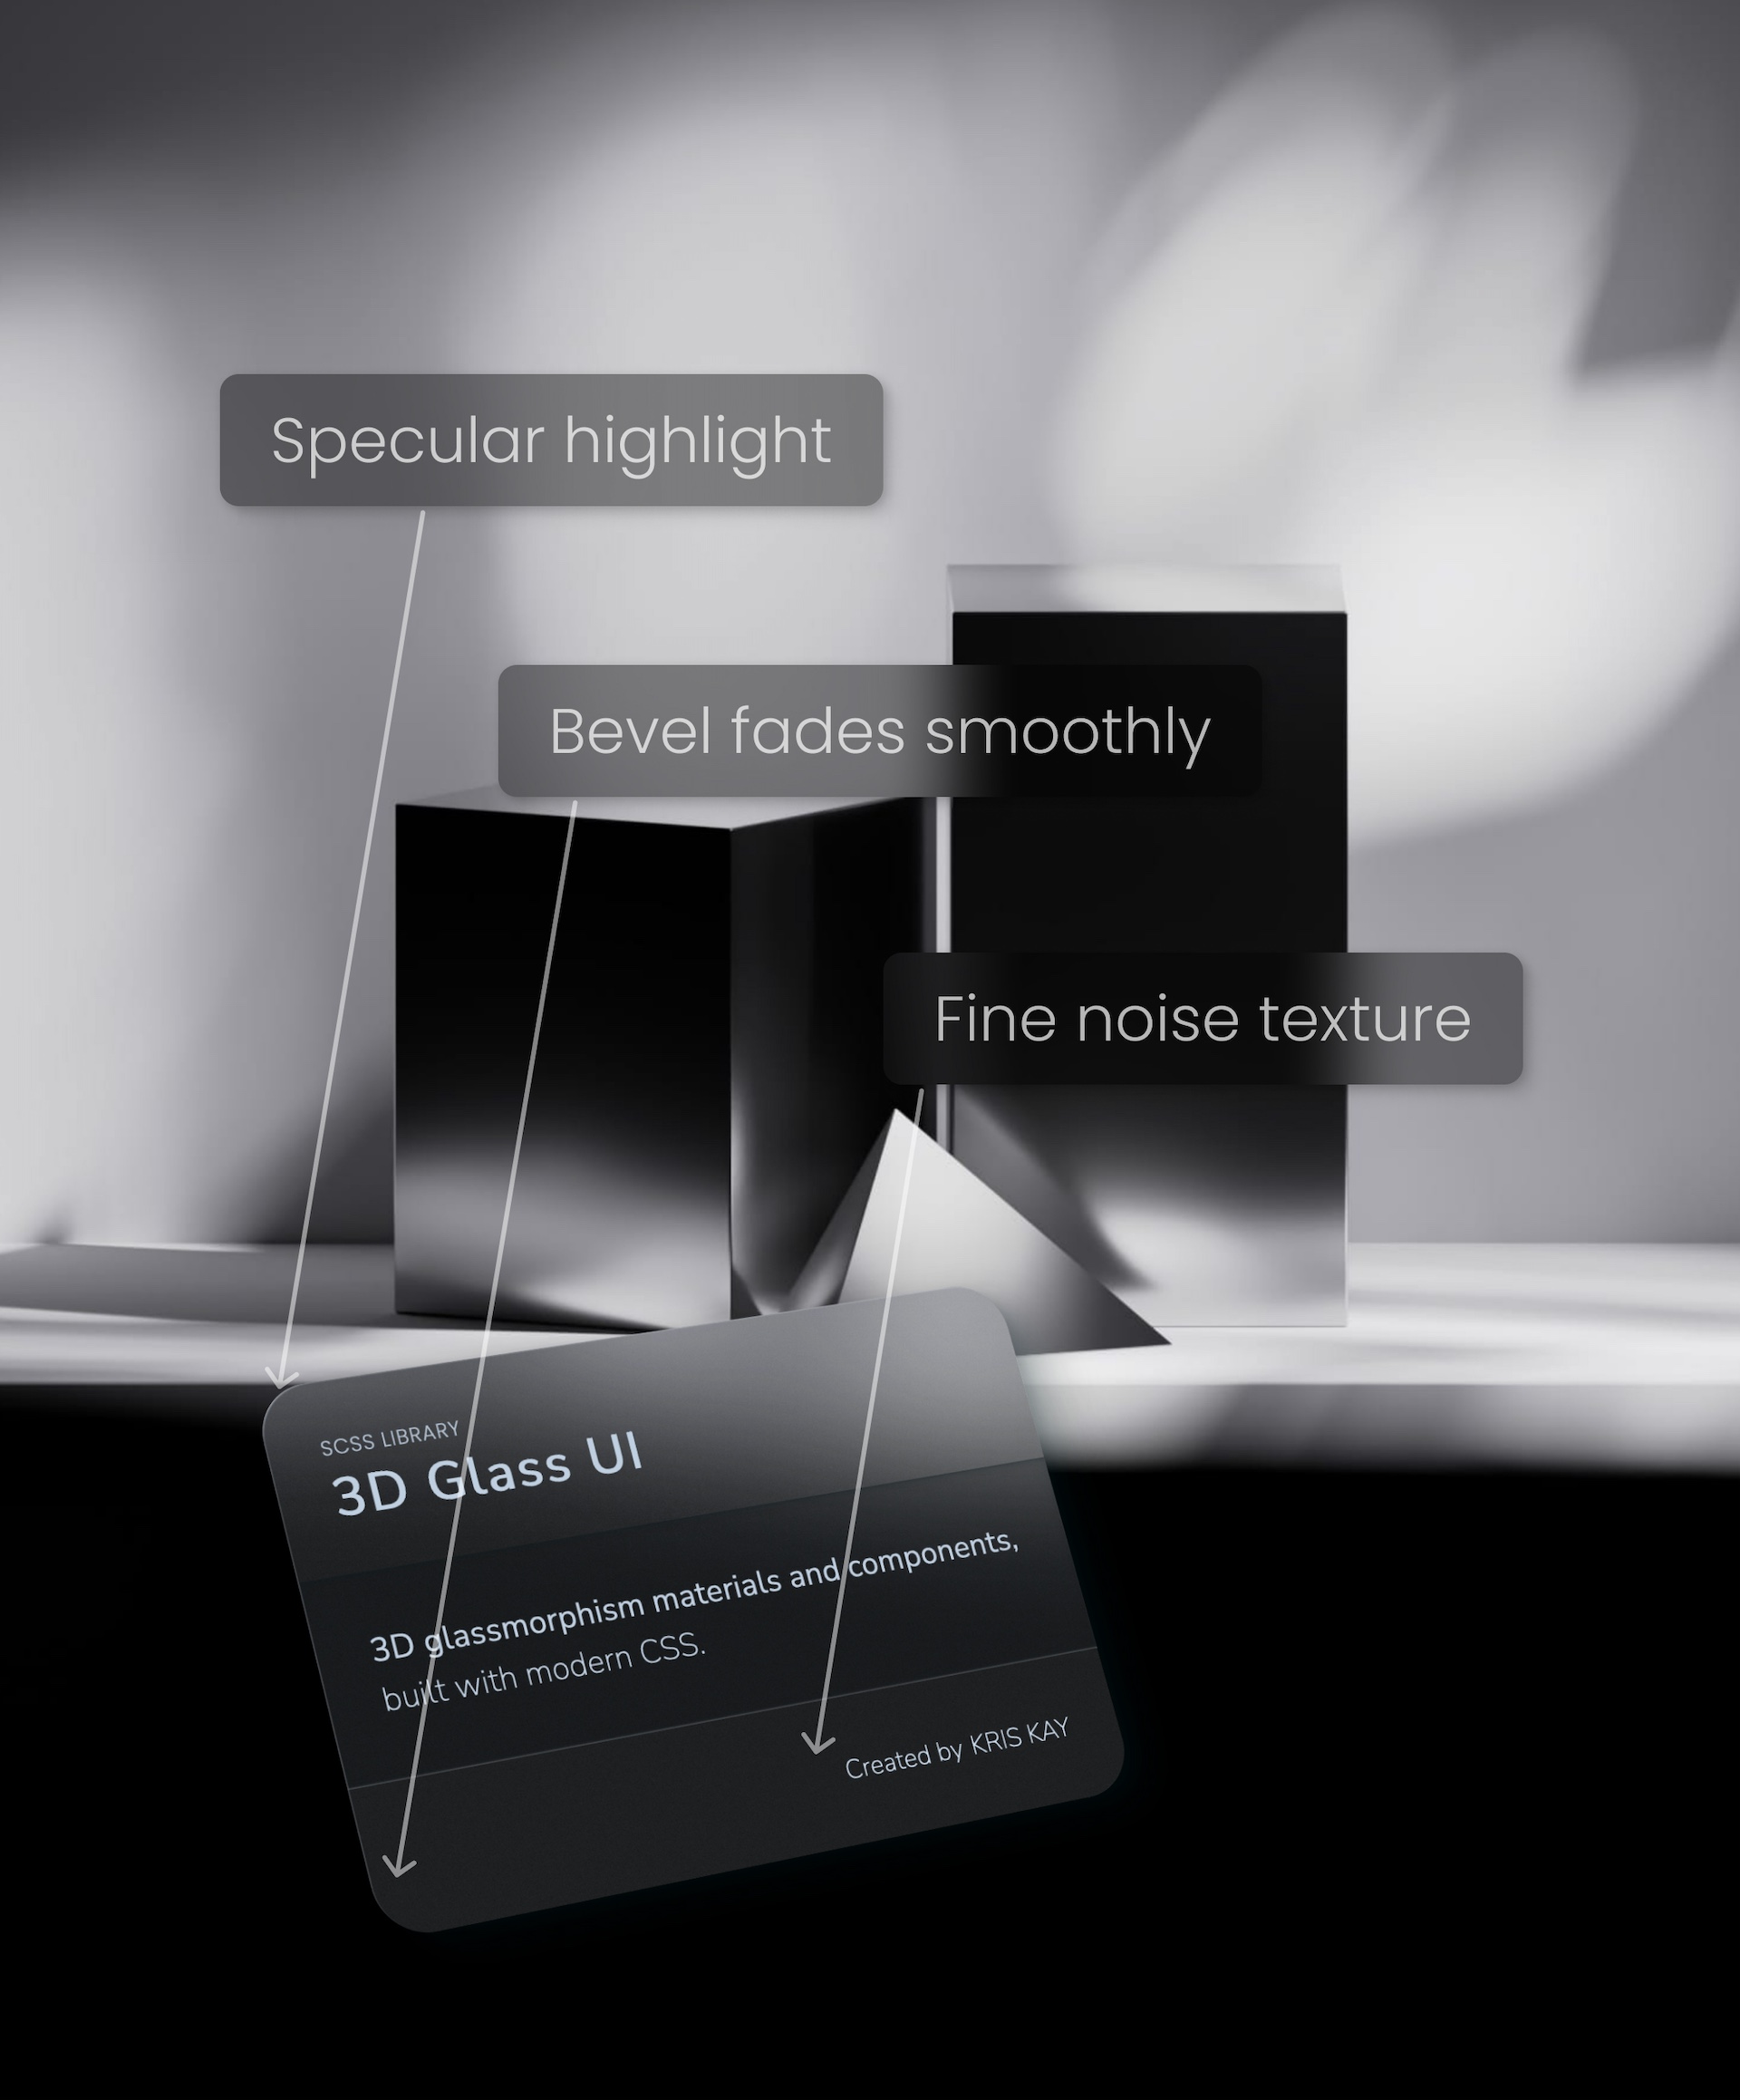 Specular highlight
Bevel fades smoothly
Fine noise texture
SCSS LIBRARY
3D Glass UI
3D glassmorphism materials and components,
built with modern CSS.
Created by KRIS KAY